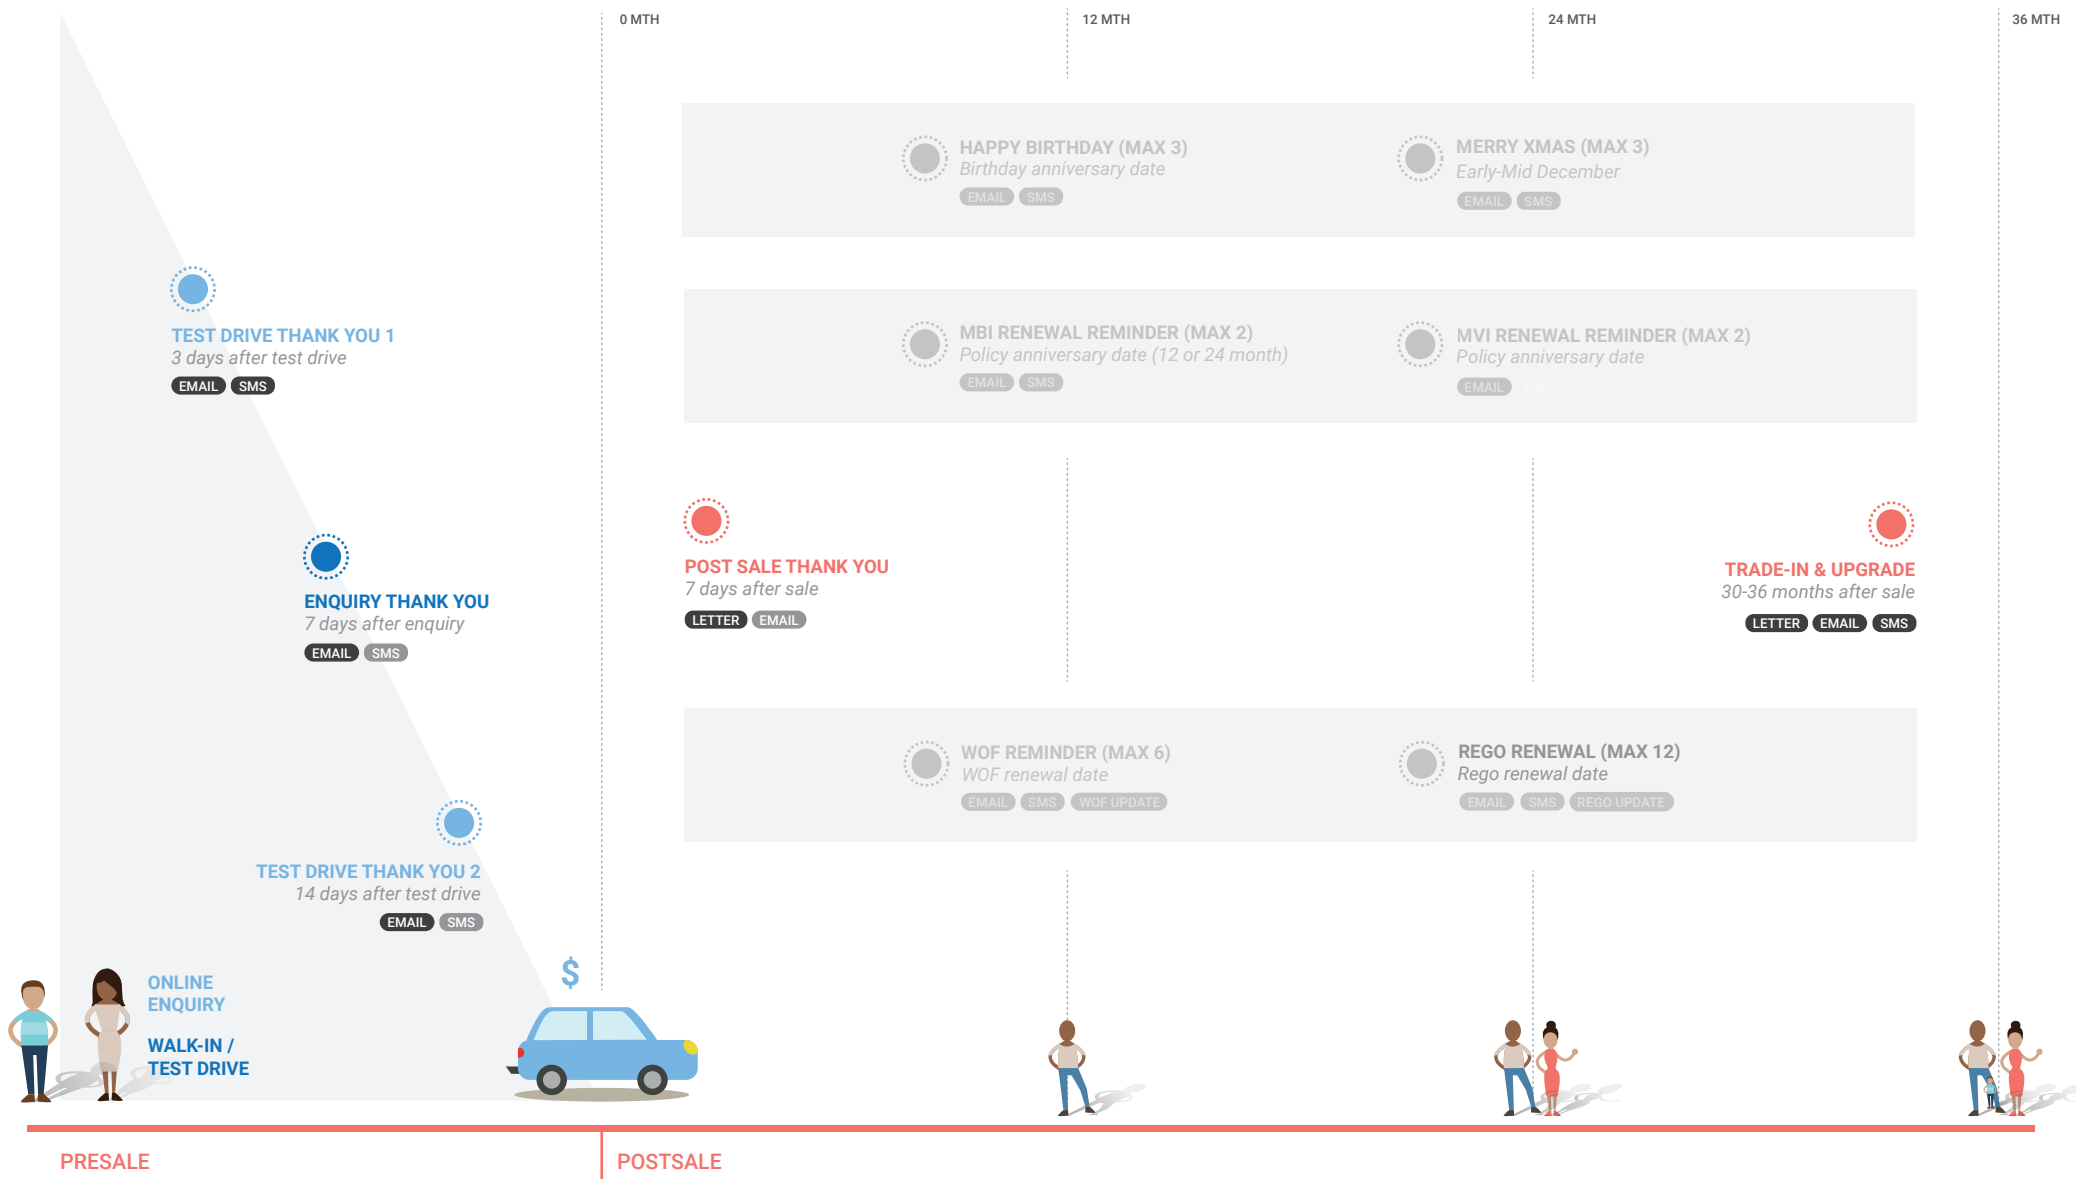 0 MTH
12 MTH
24 MTH
36 MTH
HAPPY BIRTHDAY (MAX 3)
Birthday anniversary date
EMAIL SMS
MERRY XMAS (MAX 3)
Early-Mid December
EMAIL SMS
TEST DRIVE THANK YOU 1
3 days after test drive
EMAIL SMS
MBI RENEWAL REMINDER (MAX 2)
Policy anniversary date (12 or 24 month)
EMAIL SMS
MVI RENEWAL REMINDER (MAX 2)
Policy anniversary date
EMAIL SMS
ENQUIRY THANK YOU
7 days after enquiry
EMAIL SMS
POST SALE THANK YOU
7 days after sale
LETTER EMAIL
TRADE-IN & UPGRADE
30-36 months after sale
LETTER EMAIL SMS
WOF REMINDER (MAX 6)
WOF renewal date
EMAIL SMS WOF UPDATE
REGO RENEWAL (MAX 12)
Rego renewal date
EMAIL SMS REGO UPDATE
TEST DRIVE THANK YOU 2
14 days after test drive
EMAIL SMS
ONLINE
ENQUIRY
WALK-IN /
TEST DRIVE
$
PRESALE
POSTSALE